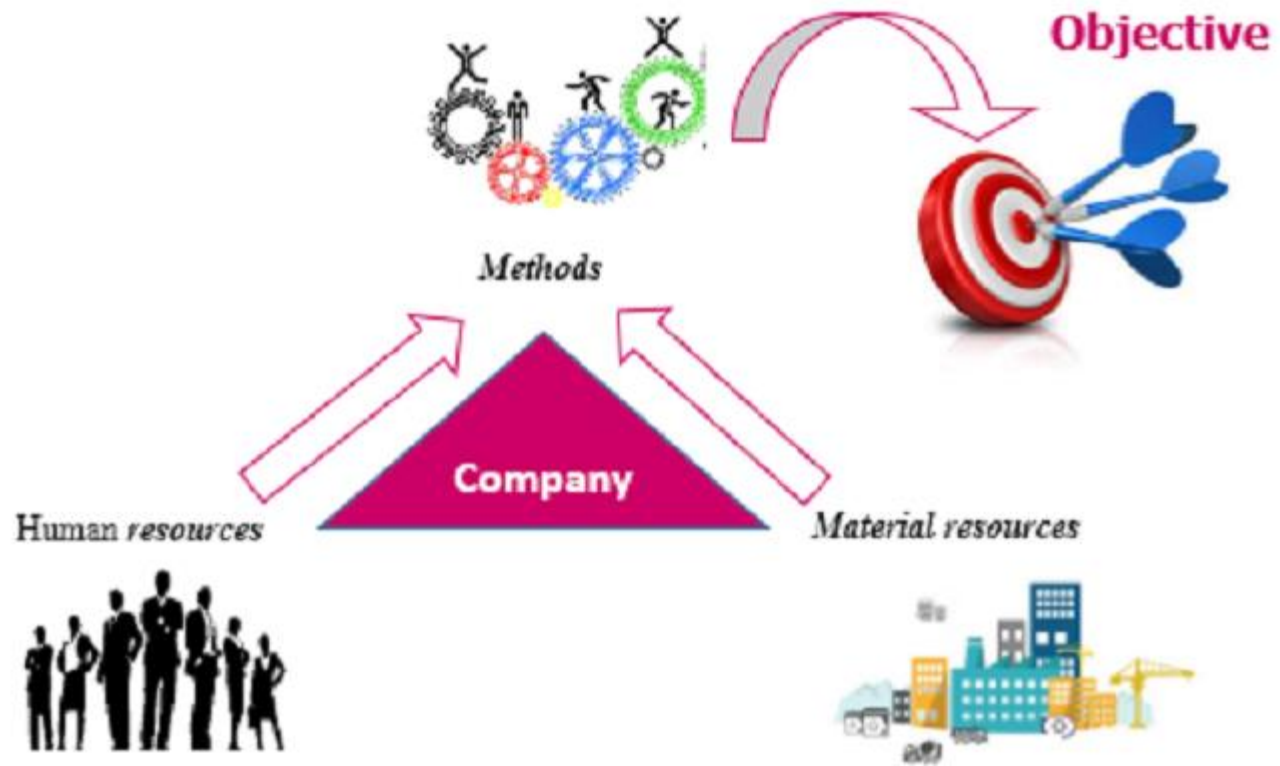 Objective
Methods
Company
Human resources
Material resources